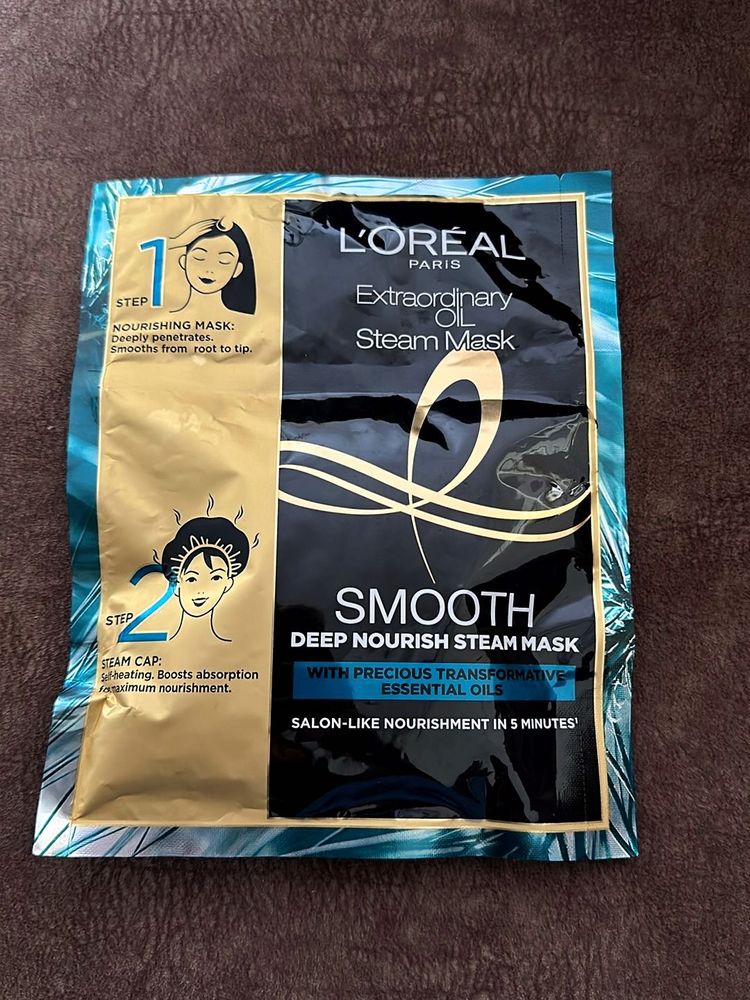 STEP 1
NOURISHING MASK:
Deeply penetrates.
Smooths from root to tip.
STEP 2
STEAM CAP:
Self-heating. Boosts absorption
for maximum nourishment.
L'ORÉAL
PARIS
Extraordinary
OIL
Steam Mask
SMOOTH
DEEP NOURISH STEAM MASK
WITH PRECIOUS TRANSFORMATIVE
ESSENTIAL OILS
SALON-LIKE NOURISHMENT IN 5 MINUTES¹